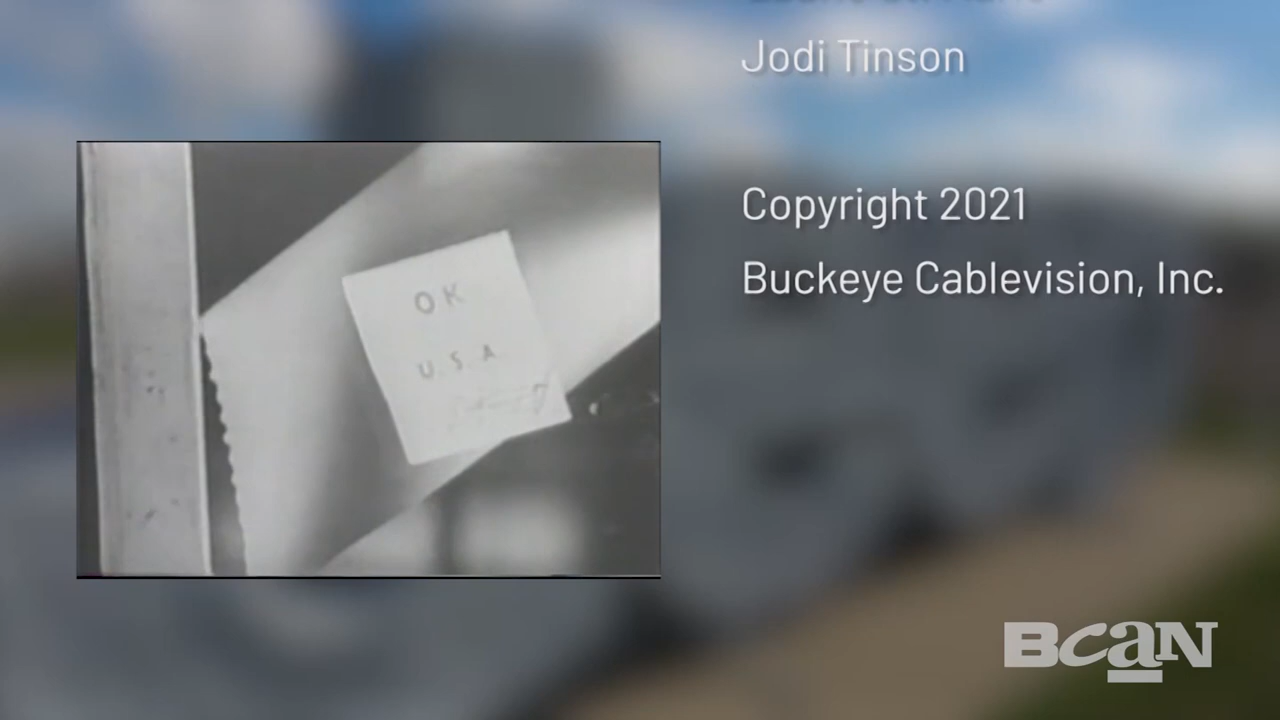 Jodi Tinson
Copyright 2021
Buckeye Cablevision, Inc.
OK
U.S.A
BCAN